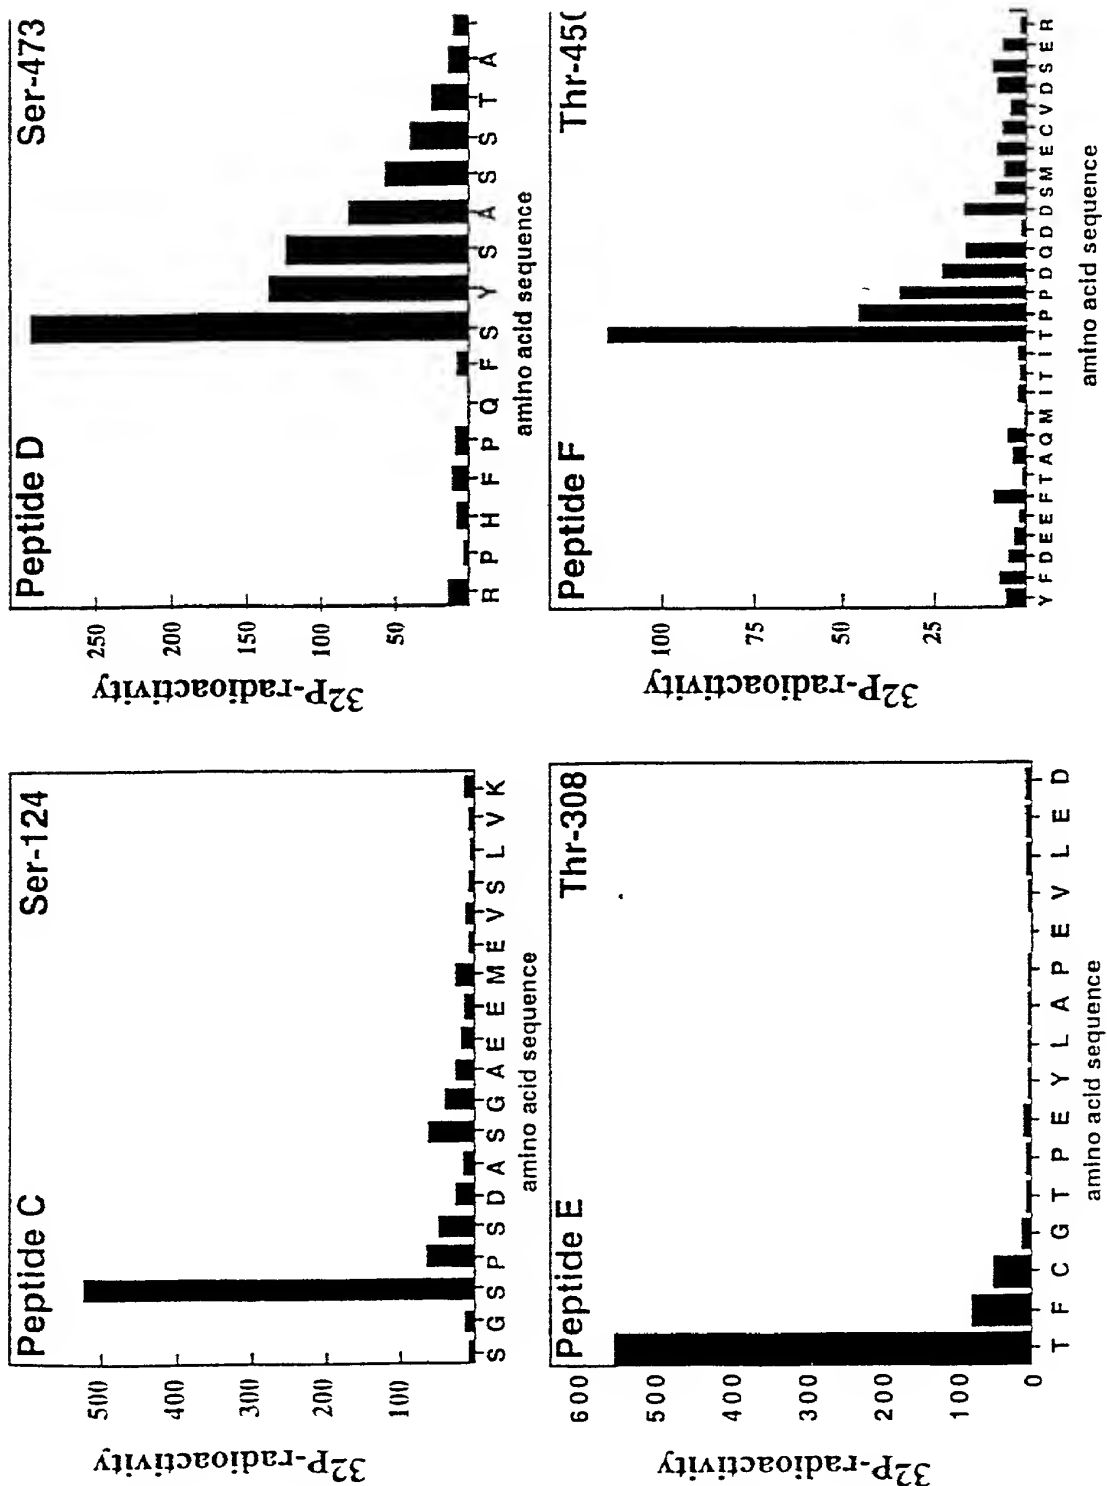 Peptide C
Ser-124
500
400
300
200
100
32P-radioactivity
S G S P S D A S G A E E M E V S L V K
amino acid sequence
Peptide D
Ser-473
250
200
150
100
50
32P-radioactivity
R P H F P Q F S Y S A S S T A
amino acid sequence
Peptide E
Thr-308
600
500
400
300
200
100
0
32P-radioactivity
T F C G T P E Y L A P E V L E D
amino acid sequence
Peptide F
Thr-45
100
75
50
25
32P-radioactivity
Y F D E E F T A Q M I T I T P P D Q D D S M E C V D S E R
amino acid sequence